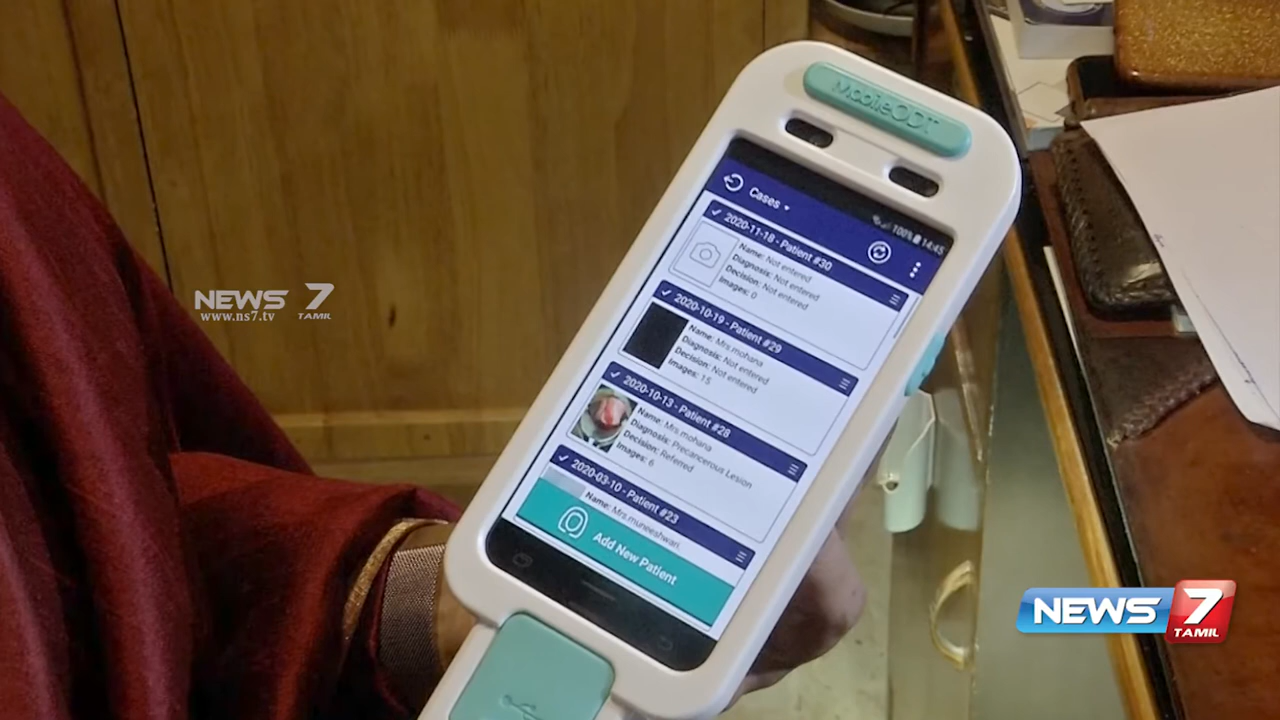 MobileODT
100% 14:45
Cases
2020-11-18 - Patient #30
Name: Not entered
Diagnosis: Not entered
Decision: Not entered
Images: 0
2020-10-19 - Patient #29
Name: Mrs.mohana
Diagnosis: Not entered
Decision: Not entered
Images: 15
2020-10-13 - Patient #28
Name: Mrs.mohana
Diagnosis: Precancerous Lesion
Decision: Referred
Images: 6
2020-03-10 - Patient #23
Name: Mrs.muneeshwari
Add New Patient
NEWS 7
www.ns7.tv TAMIL
NEWS 7
TAMIL